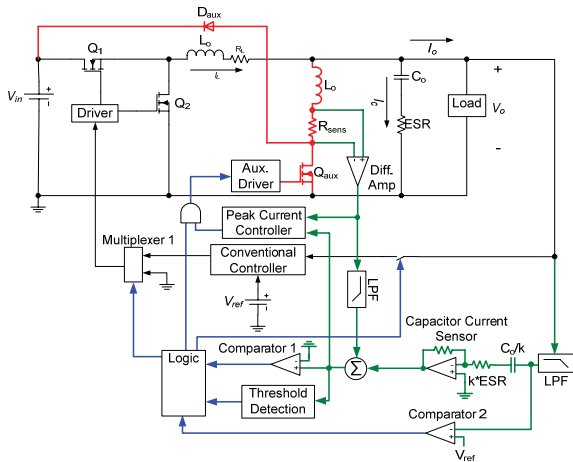 Daux
Q1
Lo
RL
iL
Io
Vin
Driver
Q2
Lo
Rsens
Co
Ic
ESR
Load
+
Vo
-
Aux.
Driver
Qaux
Diff-
Amp
Peak Current
Controller
Multiplexer 1
Conventional
Controller
Vref
LPF
Capacitor Current
Sensor
Co/k
k*ESR
LPF
Comparator 1
Logic
Σ
Threshold
Detection
Comparator 2
Vref